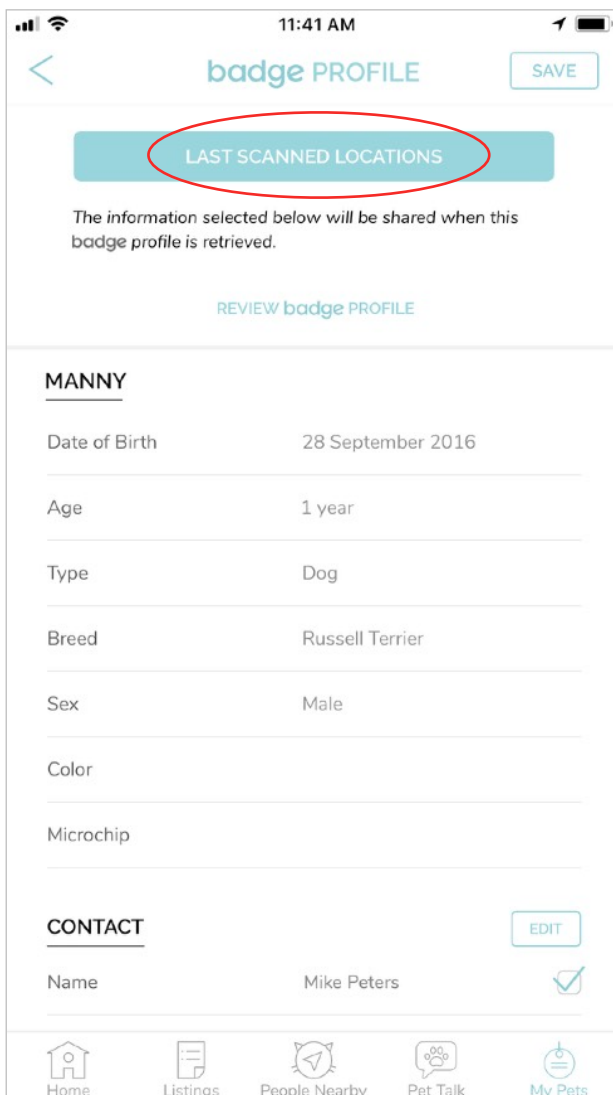 11:41 AM
badge PROFILE
SAVE
LAST SCANNED LOCATIONS
The information selected below will be shared when this
badge profile is retrieved.
REVIEW badge PROFILE
MANNY
Date of Birth 28 September 2016
Age 1 year
Type Dog
Breed Russell Terrier
Sex Male
Color
Microchip
CONTACT EDIT
Name Mike Peters
Home Listings People Nearby Pet Talk My Pets